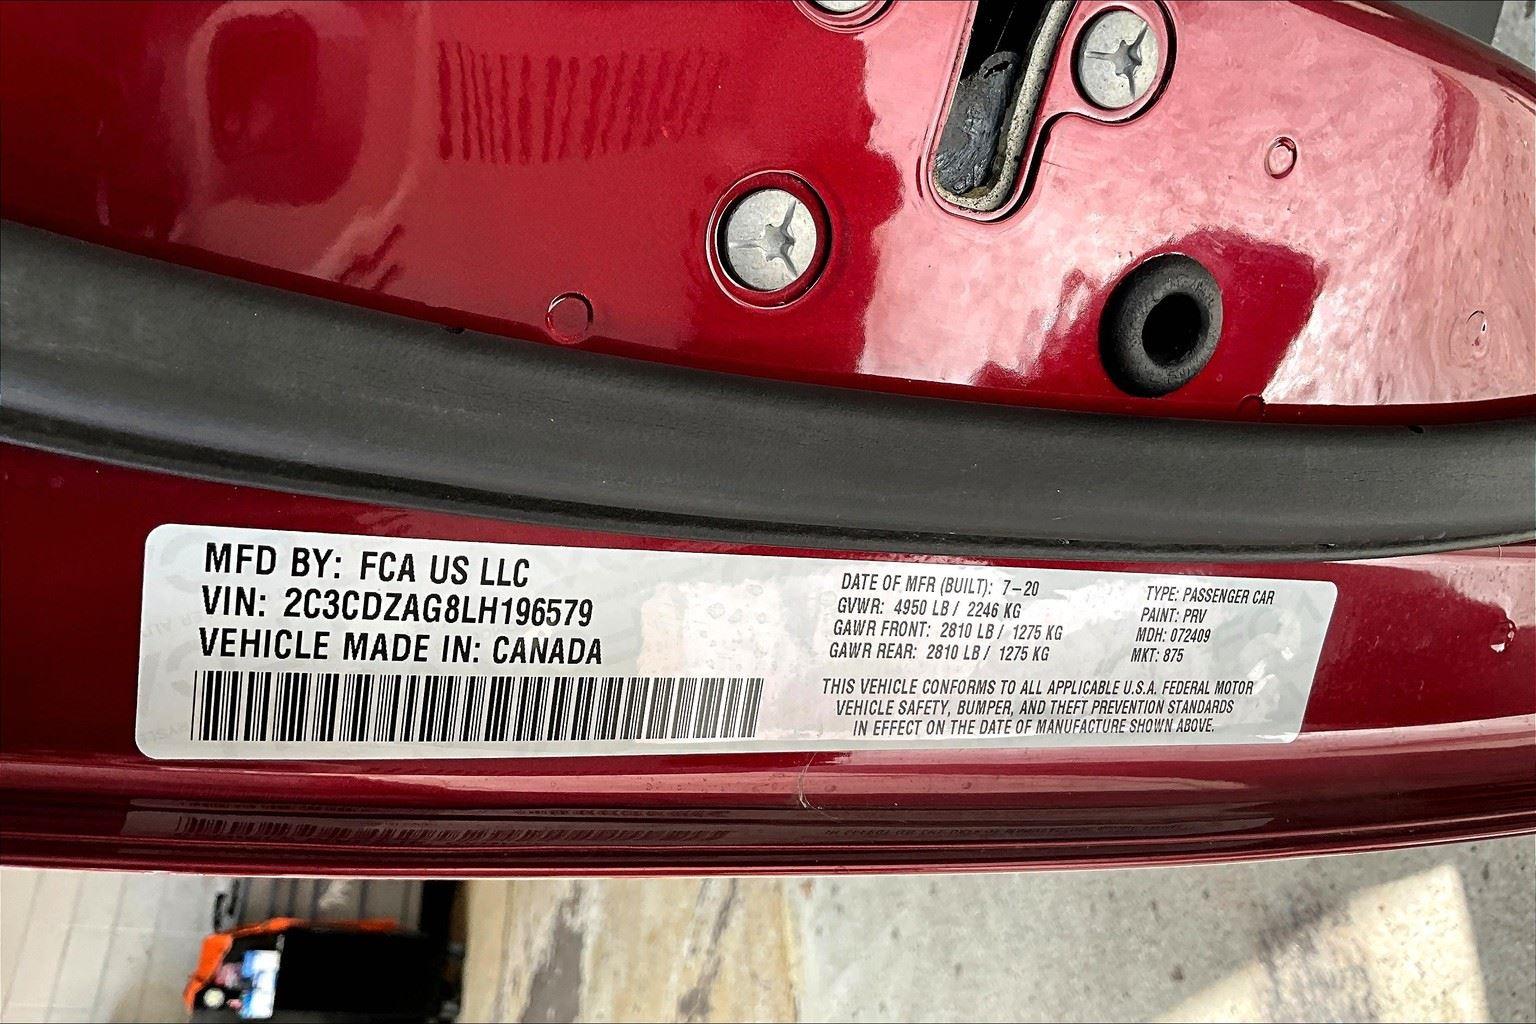 MFD BY: FCA US LLC
VIN: 2C3CDZAG8LH196579
VEHICLE MADE IN: CANADA
DATE OF MFR (BUILT): 7-20
GVWR: 4950 LB / 2246 KG
GAWR FRONT: 2810 LB / 1275 KG
GAWR REAR: 2810 LB / 1275 KG
TYPE: PASSENGER CAR
PAINT: PRV
MDH: 072409
MKT: 875
THIS VEHICLE CONFORMS TO ALL APPLICABLE U.S.A. FEDERAL MOTOR
VEHICLE SAFETY, BUMPER, AND THEFT PREVENTION STANDARDS
IN EFFECT ON THE DATE OF MANUFACTURE SHOWN ABOVE.